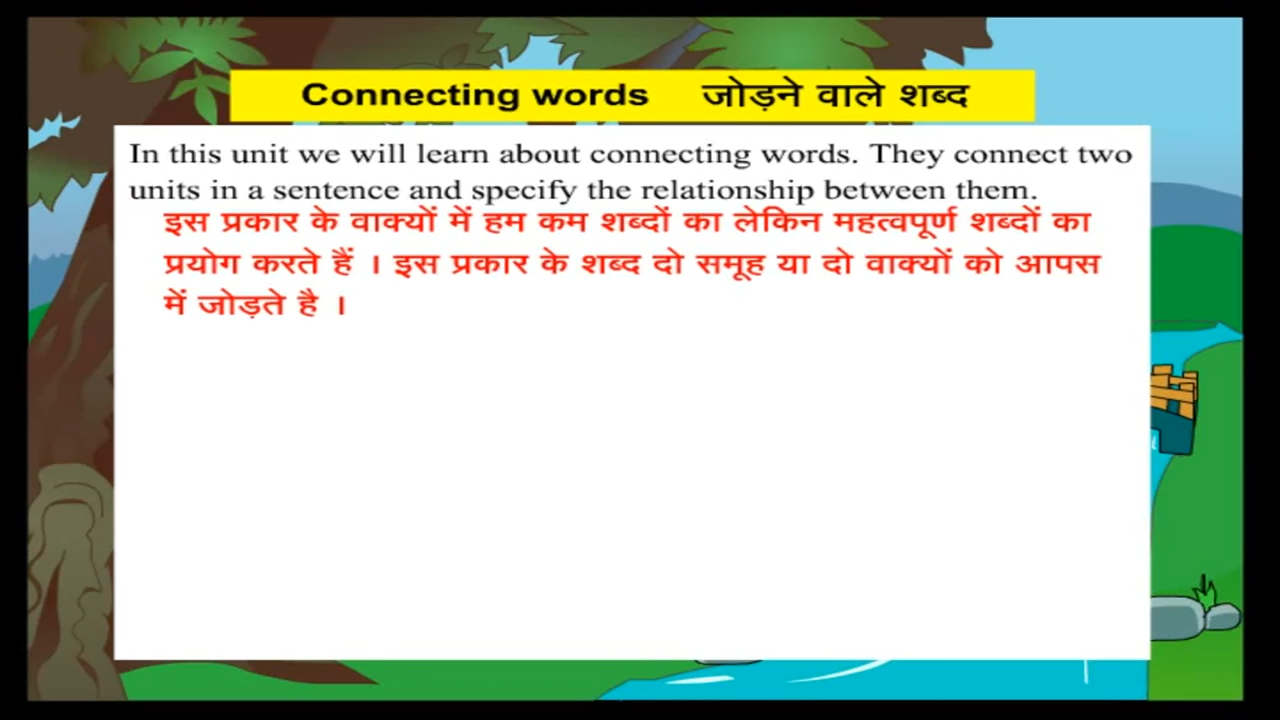 Connecting words जोड़ने वाले शब्द
In this unit we will learn about connecting words. They connect two
units in a sentence and specify the relationship between them.
इस प्रकार के वाक्यों में हम कम शब्दों का लेकिन महत्वपूर्ण शब्दों का
प्रयोग करते हैं । इस प्रकार के शब्द दो समूह या दो वाक्यों को आपस
में जोड़ते है ।